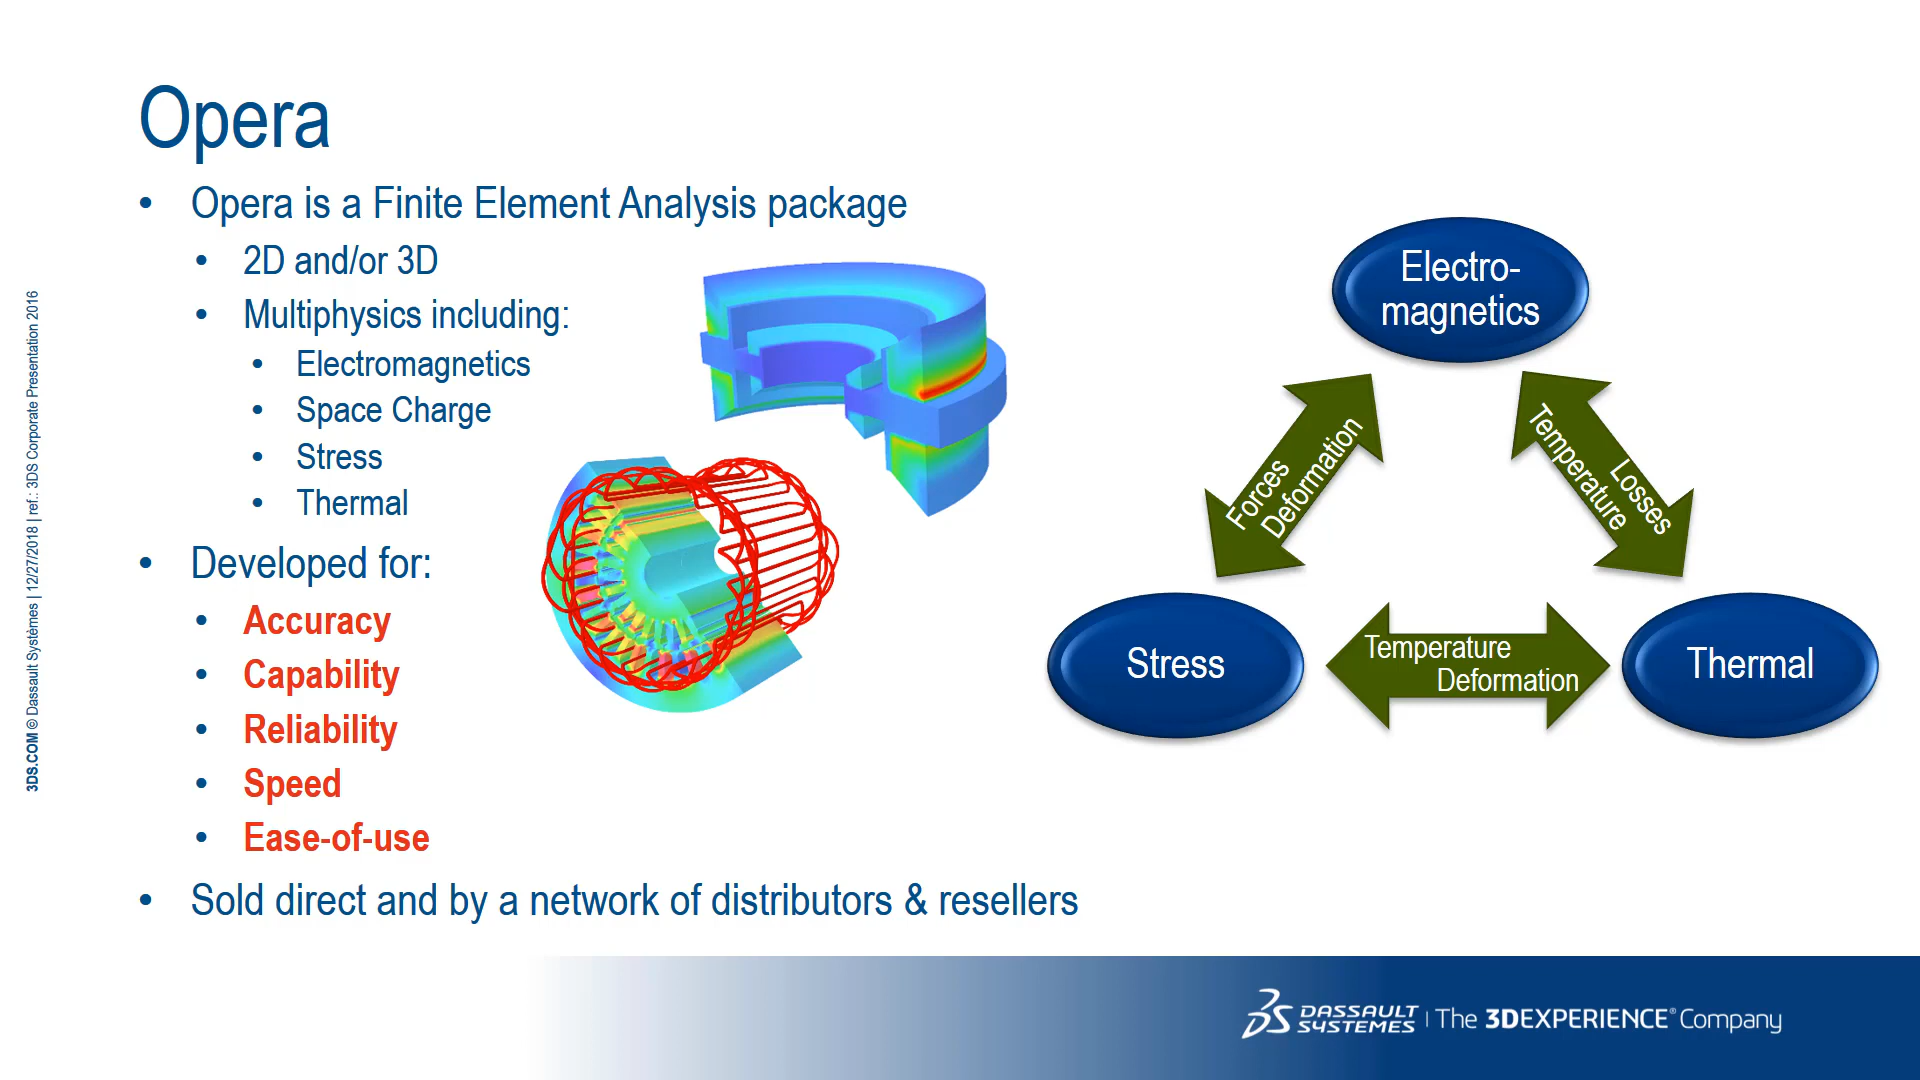 Opera
• Opera is a Finite Element Analysis package
• 2D and/or 3D
• Multiphysics including:
• Electromagnetics
• Space Charge
• Stress
• Thermal
• Developed for:
• Accuracy
• Capability
• Reliability
• Speed
• Ease-of-use
• Sold direct and by a network of distributors & resellers
Electro-
magnetics
Forces
Deformation
Temperature
Losses
Stress
Temperature
Deformation
Thermal
3DS.COM © Dassault Systèmes | 12/27/2018 | ref.: 3DS Corporate Presentation 2016
3DS DASSAULT SYSTEMES | The 3DEXPERIENCE® Company